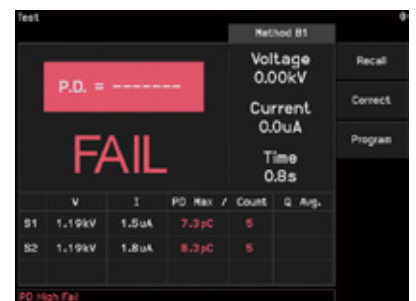 Test
Method B1
P.D. = -------
FAIL
Voltage
0.00kV
Current
0.0uA
Time
0.8s
Recall
Correct
Program
V I PD Max / Count Q Avg.
S1 1.19kV 1.5uA 7.3pC 5
S2 1.19kV 1.8uA 8.3pC 5
PD High Fail